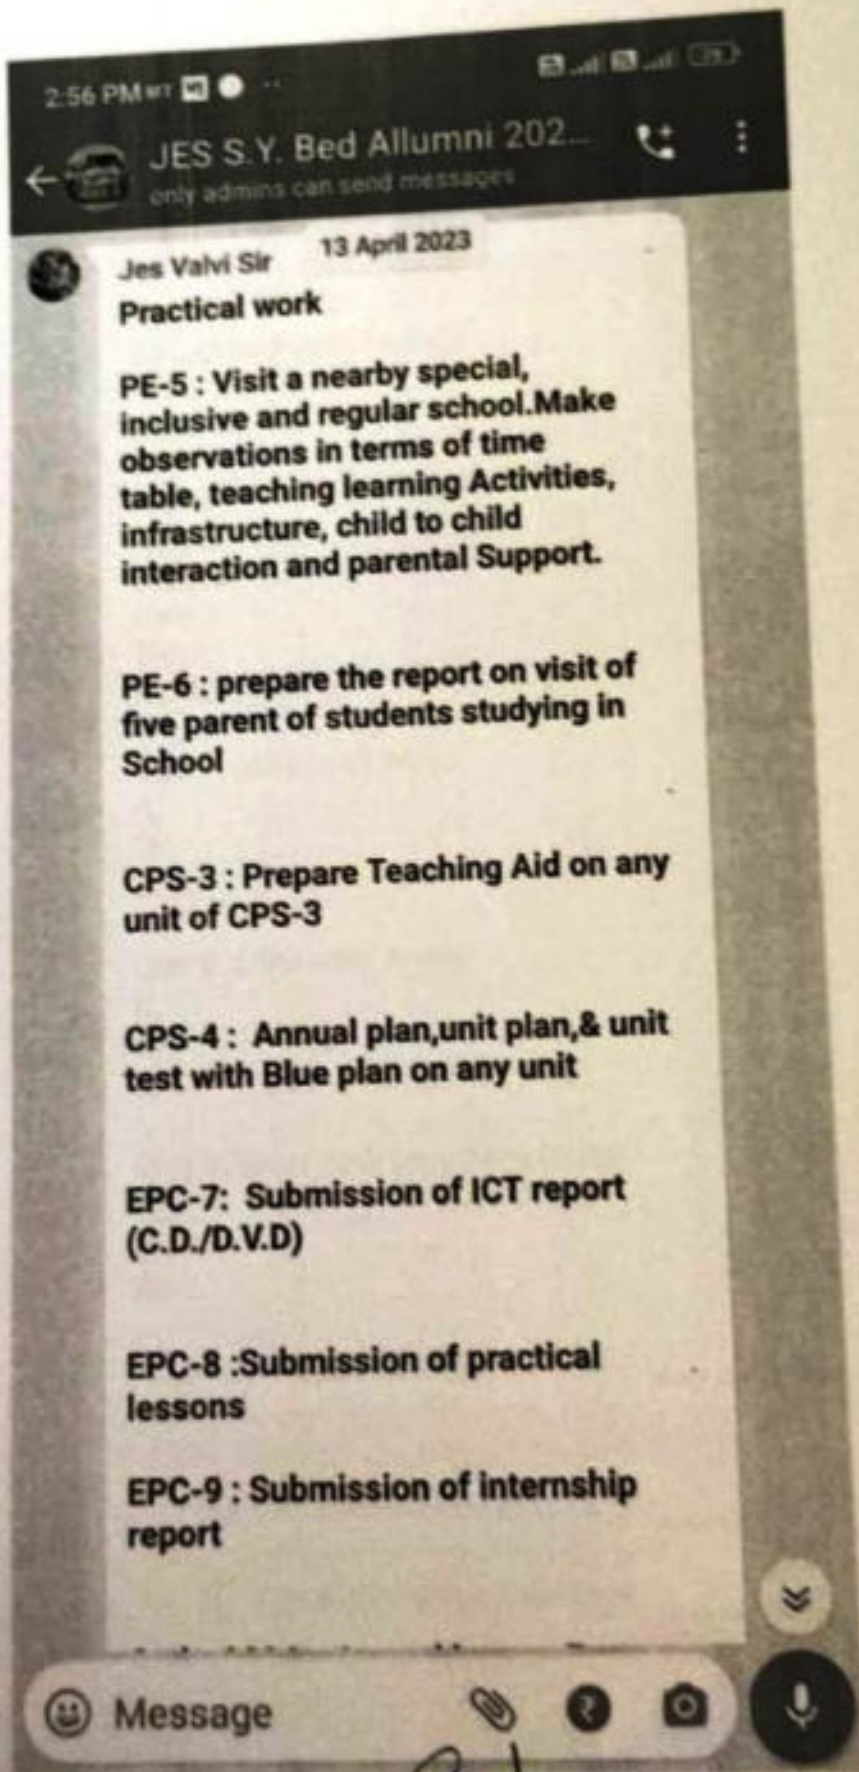 2:56 PM
JES S.Y. Bed Allumni 202...
only admins can send messages
13 April 2023
Jes Valvi Sir
Practical work
PE-5 : Visit a nearby special,
inclusive and regular school.Make
observations in terms of time
table, teaching learning Activities,
infrastructure, child to child
interaction and parental Support.
PE-6 : prepare the report on visit of
five parent of students studying in
School
CPS-3 : Prepare Teaching Aid on any
unit of CPS-3
CPS-4 :  Annual plan,unit plan,& unit
test with Blue plan on any unit
EPC-7:  Submission of ICT report
(C.D./D.V.D)
EPC-8 :Submission of practical
lessons
EPC-9 : Submission of internship
report
Message